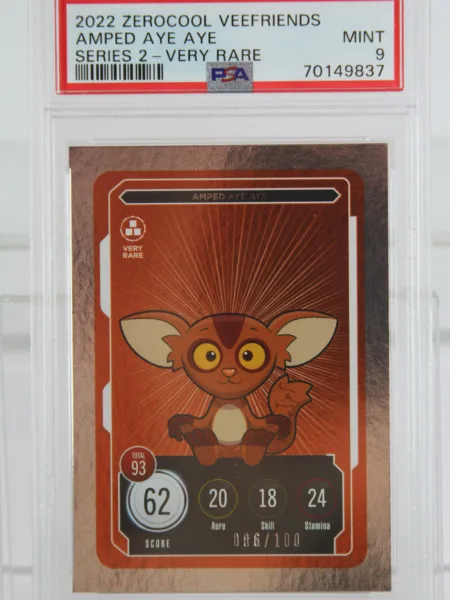 2022 ZEROCOOL VEEFRIENDS
AMPED AYE AYE
MINT
SERIES 2 - VERY RARE
9
PSA
70149837
AMPED AYE AYE
VERY
RARE
TOTAL
93
62
20
18
24
Aura
Skill
Stamina
SCORE
086/100